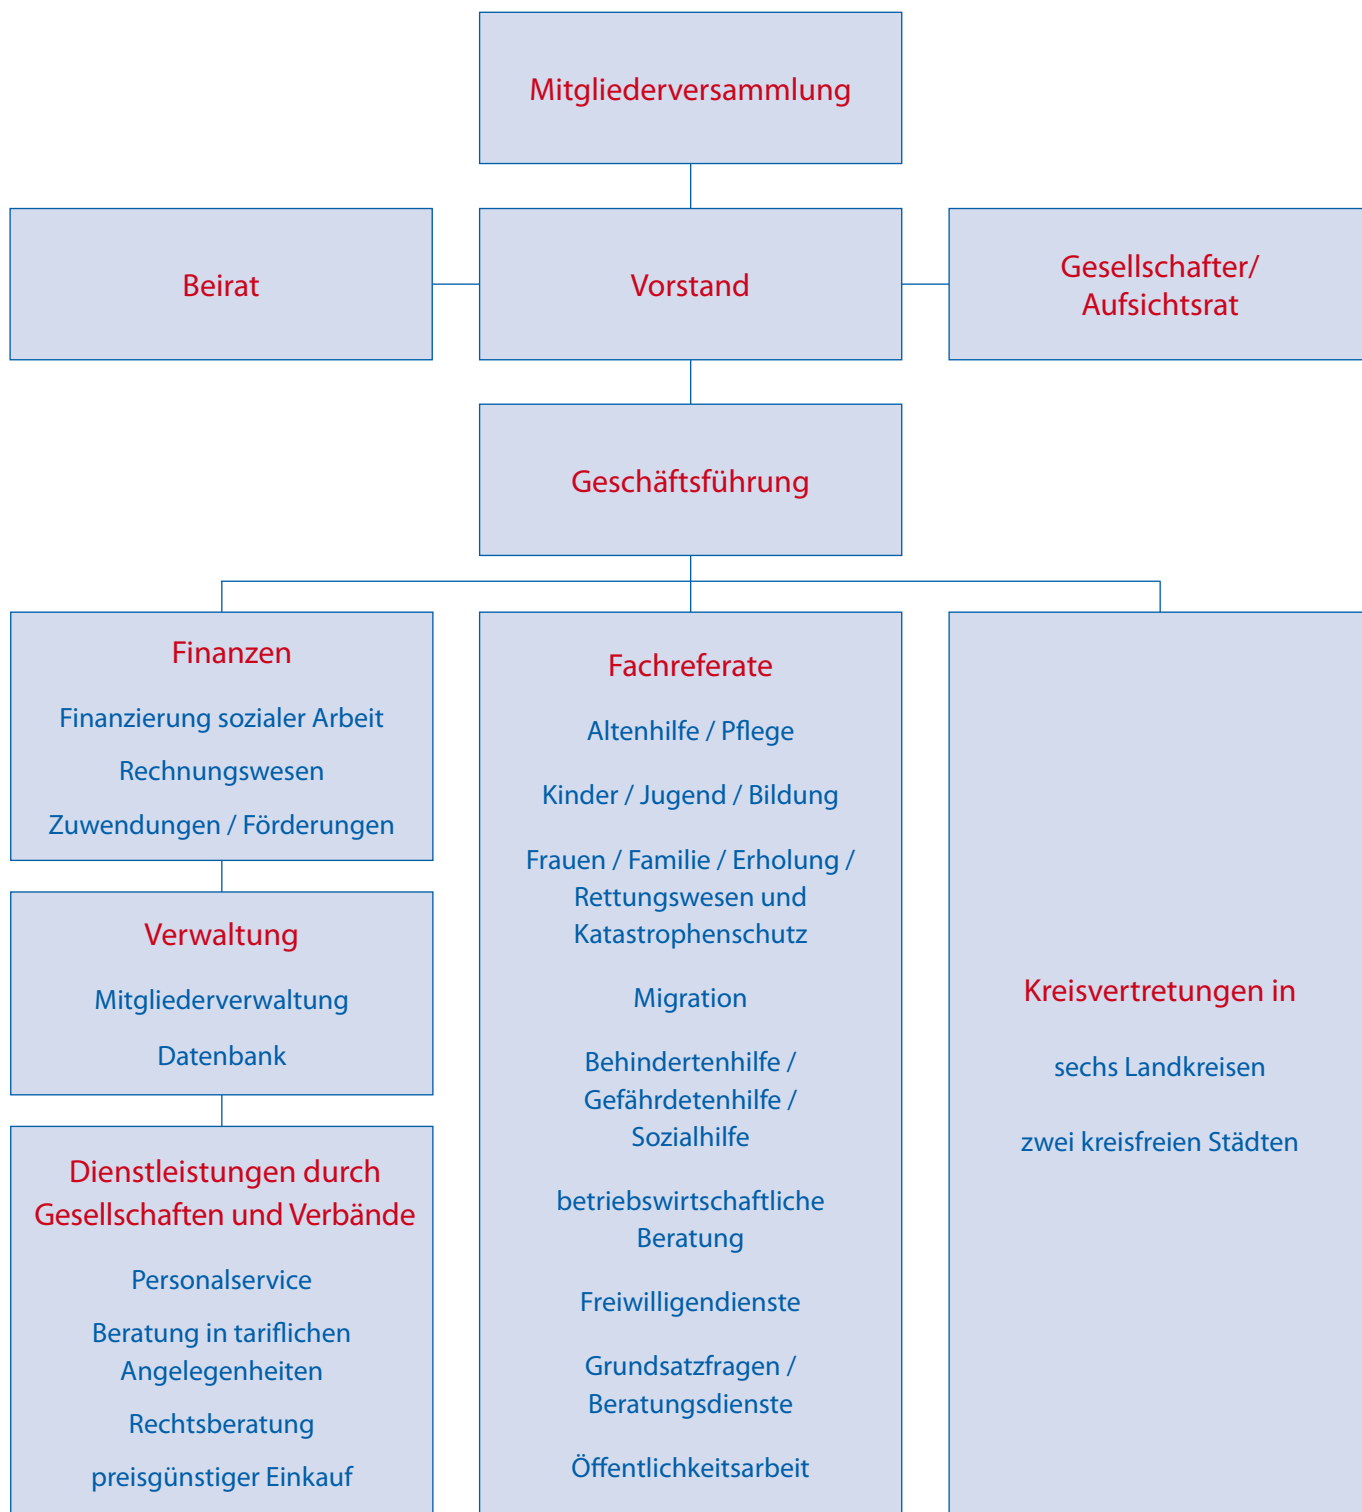 Mitgliederversammlung
Beirat
Vorstand
Gesellschafter/
Aufsichtsrat
Geschäftsführung
Finanzen
Finanzierung sozialer Arbeit
Rechnungswesen
Zuwendungen / Förderungen
Verwaltung
Mitgliederverwaltung
Datenbank
Dienstleistungen durch
Gesellschaften und Verbände
Personalservice
Beratung in tariflichen
Angelegenheiten
Rechtsberatung
preisgünstiger Einkauf
Fachreferate
Altenhilfe / Pflege
Kinder / Jugend / Bildung
Frauen / Familie / Erholung /
Rettungswesen und
Katastrophenschutz
Migration
Behindertenhilfe /
Gefährdetenhilfe /
Sozialhilfe
betriebswirtschaftliche
Beratung
Freiwilligendienste
Grundsatzfragen /
Beratungsdienste
Öffentlichkeitsarbeit
Kreisvertretungen in
sechs Landkreisen
zwei kreisfreien Städten